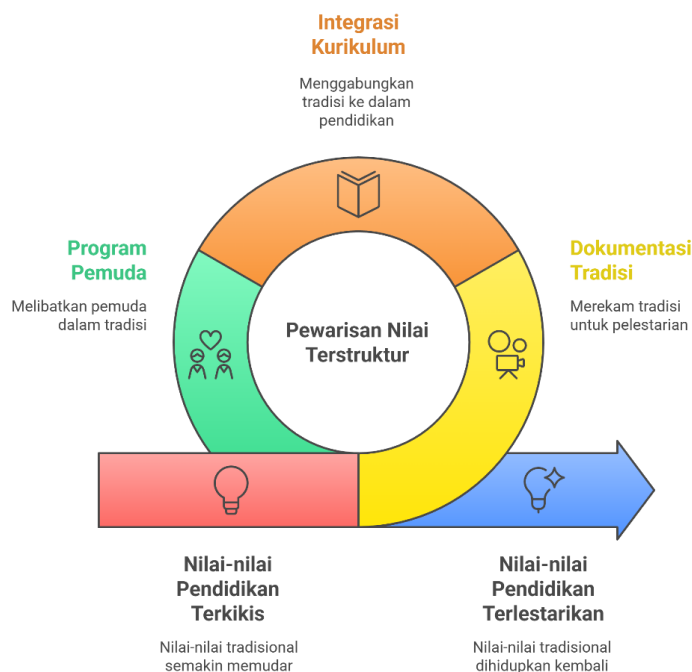 Integrasi
Kurikulum
Menggabungkan
tradisi ke dalam
pendidikan
Program
Pemuda
Melibatkan pemuda
dalam tradisi
Dokumentasi
Tradisi
Merekam tradisi
untuk pelestarian
Pewarisan Nilai
Terstruktur
Nilai-nilai
Pendidikan
Terkikis
Nilai-nilai tradisional
semakin memudar
Nilai-nilai
Pendidikan
Terlestarikan
Nilai-nilai tradisional
dihidupkan kembali